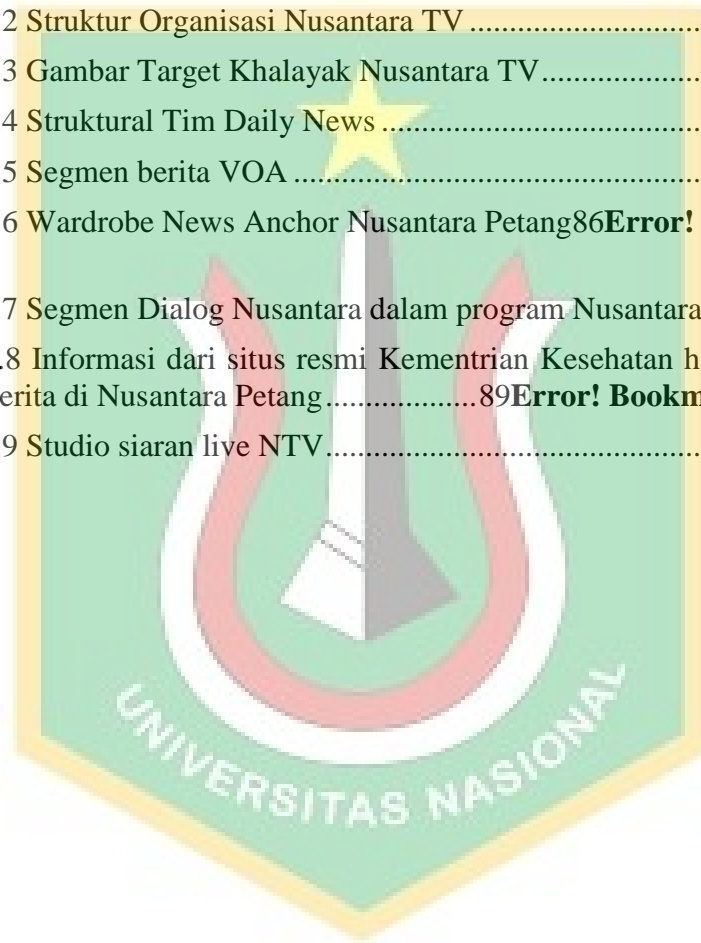 2 Struktur Organisasi Nusantara TV ..............................
3 Gambar Target Khalayak Nusantara TV....................
4 Struktural Tim Daily News ........................................
5 Segmen berita VOA ...................................................
6 Wardrobe News Anchor Nusantara Petang86Error!
7 Segmen Dialog Nusantara dalam program Nusantara
.8 Informasi dari situs resmi Kementrian Kesehatan
erita di Nusantara Petang...................89Error!
9 Studio siaran live NTV...............................................
UNIVERSITAS NASIONAL